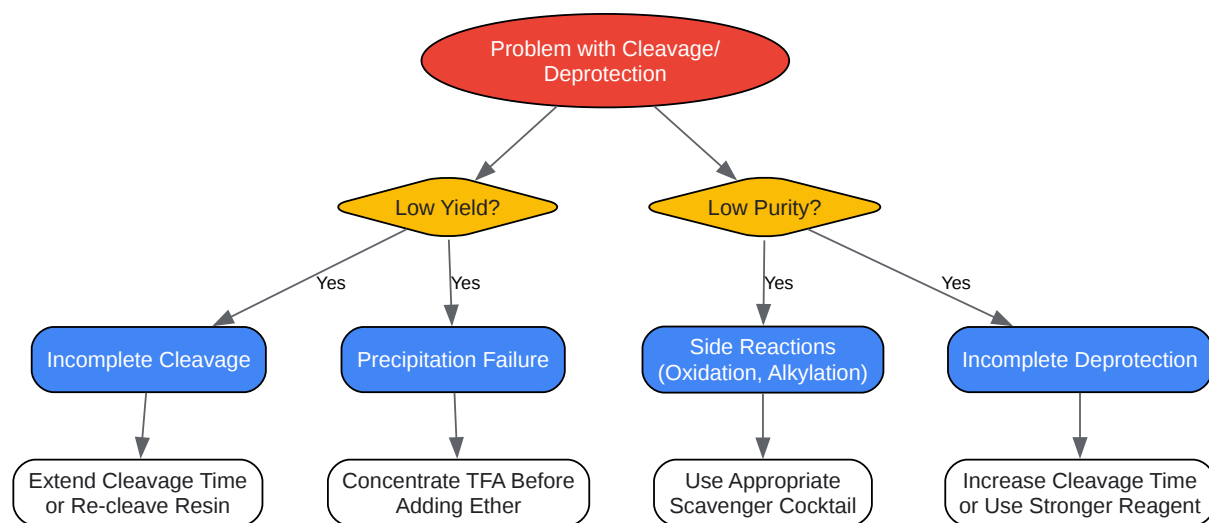 Problem with Cleavage/
Deprotection
Low Yield?
Low Purity?
Yes
Yes
Yes
Yes
Incomplete Cleavage
Precipitation Failure
Side Reactions
(Oxidation, Alkylation)
Incomplete Deprotection
Extend Cleavage Time
or Re-cleave Resin
Concentrate TFA Before
Adding Ether
Use Appropriate
Scavenger Cocktail
Increase Cleavage Time
or Use Stronger Reagent